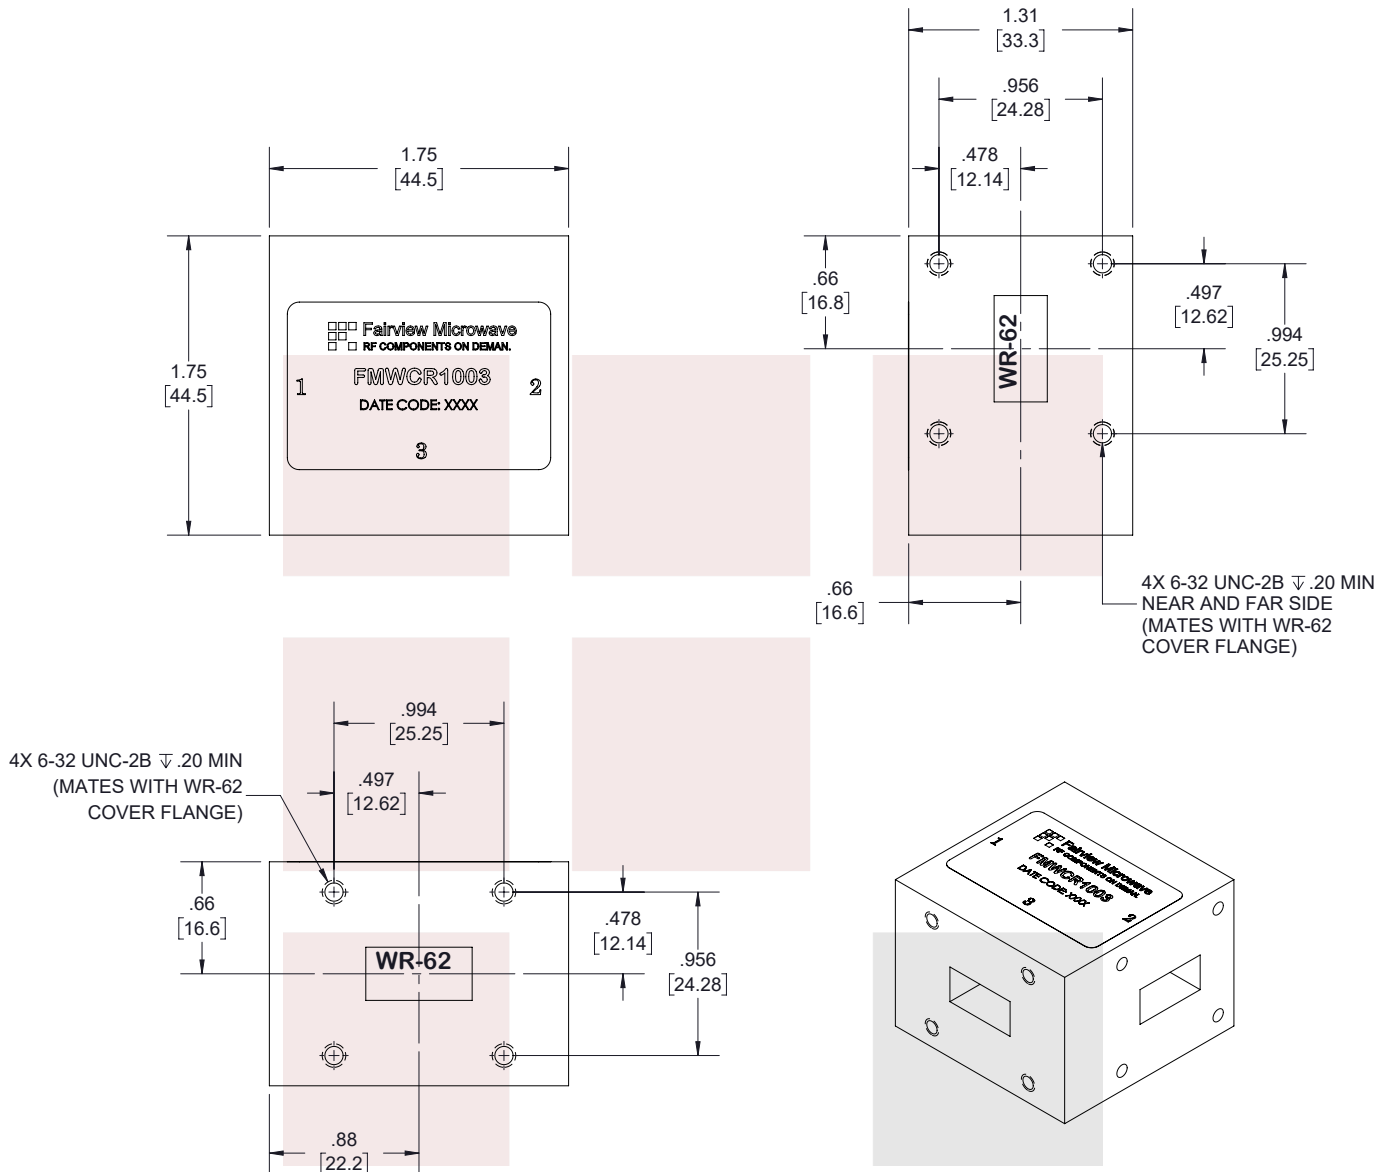 1.31
[33.3]
.956
[24.28]
.478
[12.14]
1.75
[44.5]
1.75
[44.5]
Fairview Microwave
RF COMPONENTS ON DEMAN.
FMWCR1003
DATE CODE: XXXX
1
2
3
.66
[16.8]
WR-62
.497
[12.62]
.994
[25.25]
.66
[16.6]
4X 6-32 UNC-2B ↧ .20 MIN
NEAR AND FAR SIDE
(MATES WITH WR-62
COVER FLANGE)
.994
[25.25]
.497
[12.62]
4X 6-32 UNC-2B ↧ .20 MIN
(MATES WITH WR-62
COVER FLANGE)
.66
[16.6]
WR-62
.478
[12.14]
.956
[24.28]
.88
[22.2]
1
Fairview Microwave
RF COMPONENTS ON DEMAN.
FMWCR1003
DATE CODE: XXXX
3
2